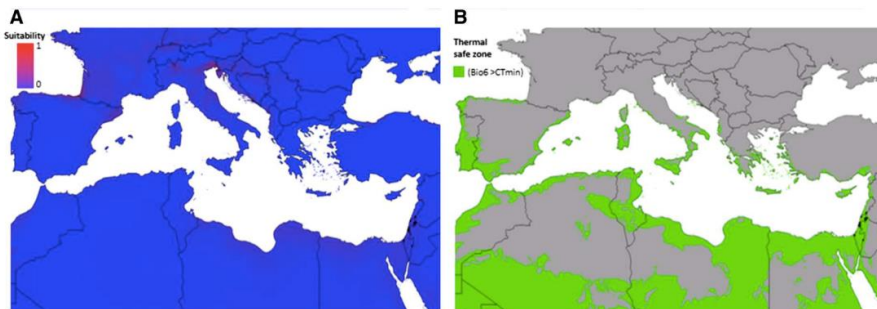 A
Suitability
1
0
B
Thermal
safe zone
(Bio6 >CTmin)